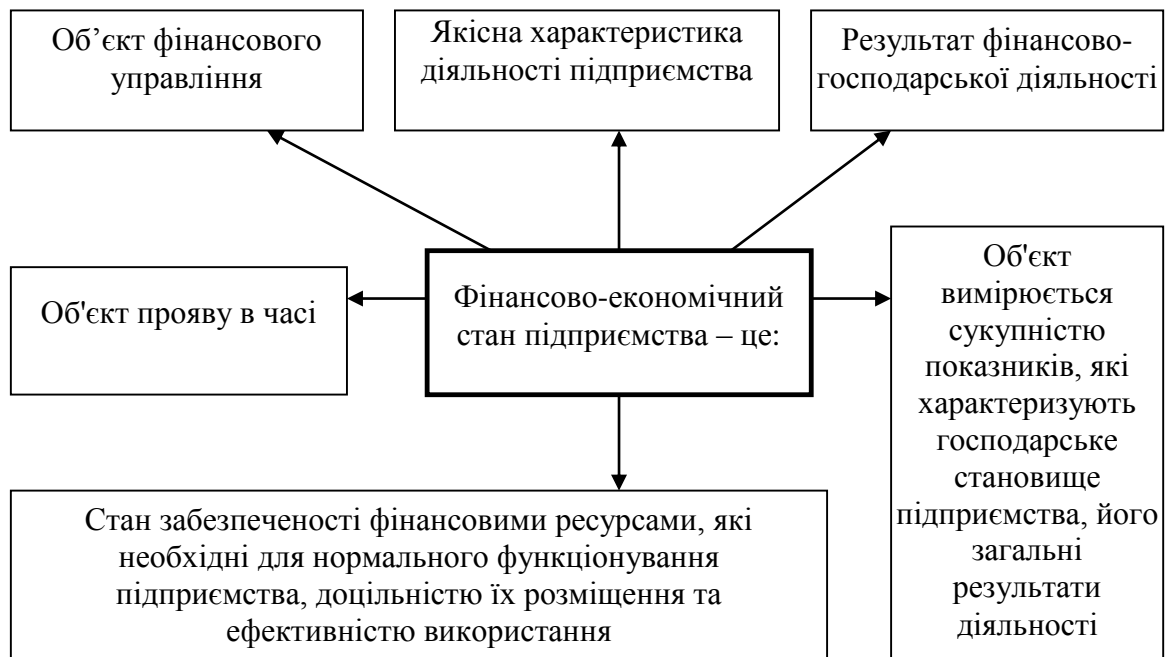 Об’єкт фінансового
управління
Якісна характеристика
діяльності підприємства
Результат фінансово-
господарської діяльності
Об'єкт прояву в часі
Фінансово-економічний
стан підприємства – це:
Об'єкт
вимірюється
сукупністю
показників, які
характеризують
господарське
становище
підприємства, його
загальні
результати
діяльності
Стан забезпеченості фінансовими ресурсами, які
необхідні для нормального функціонування
підприємства, доцільністю їх розміщення та
ефективністю використання